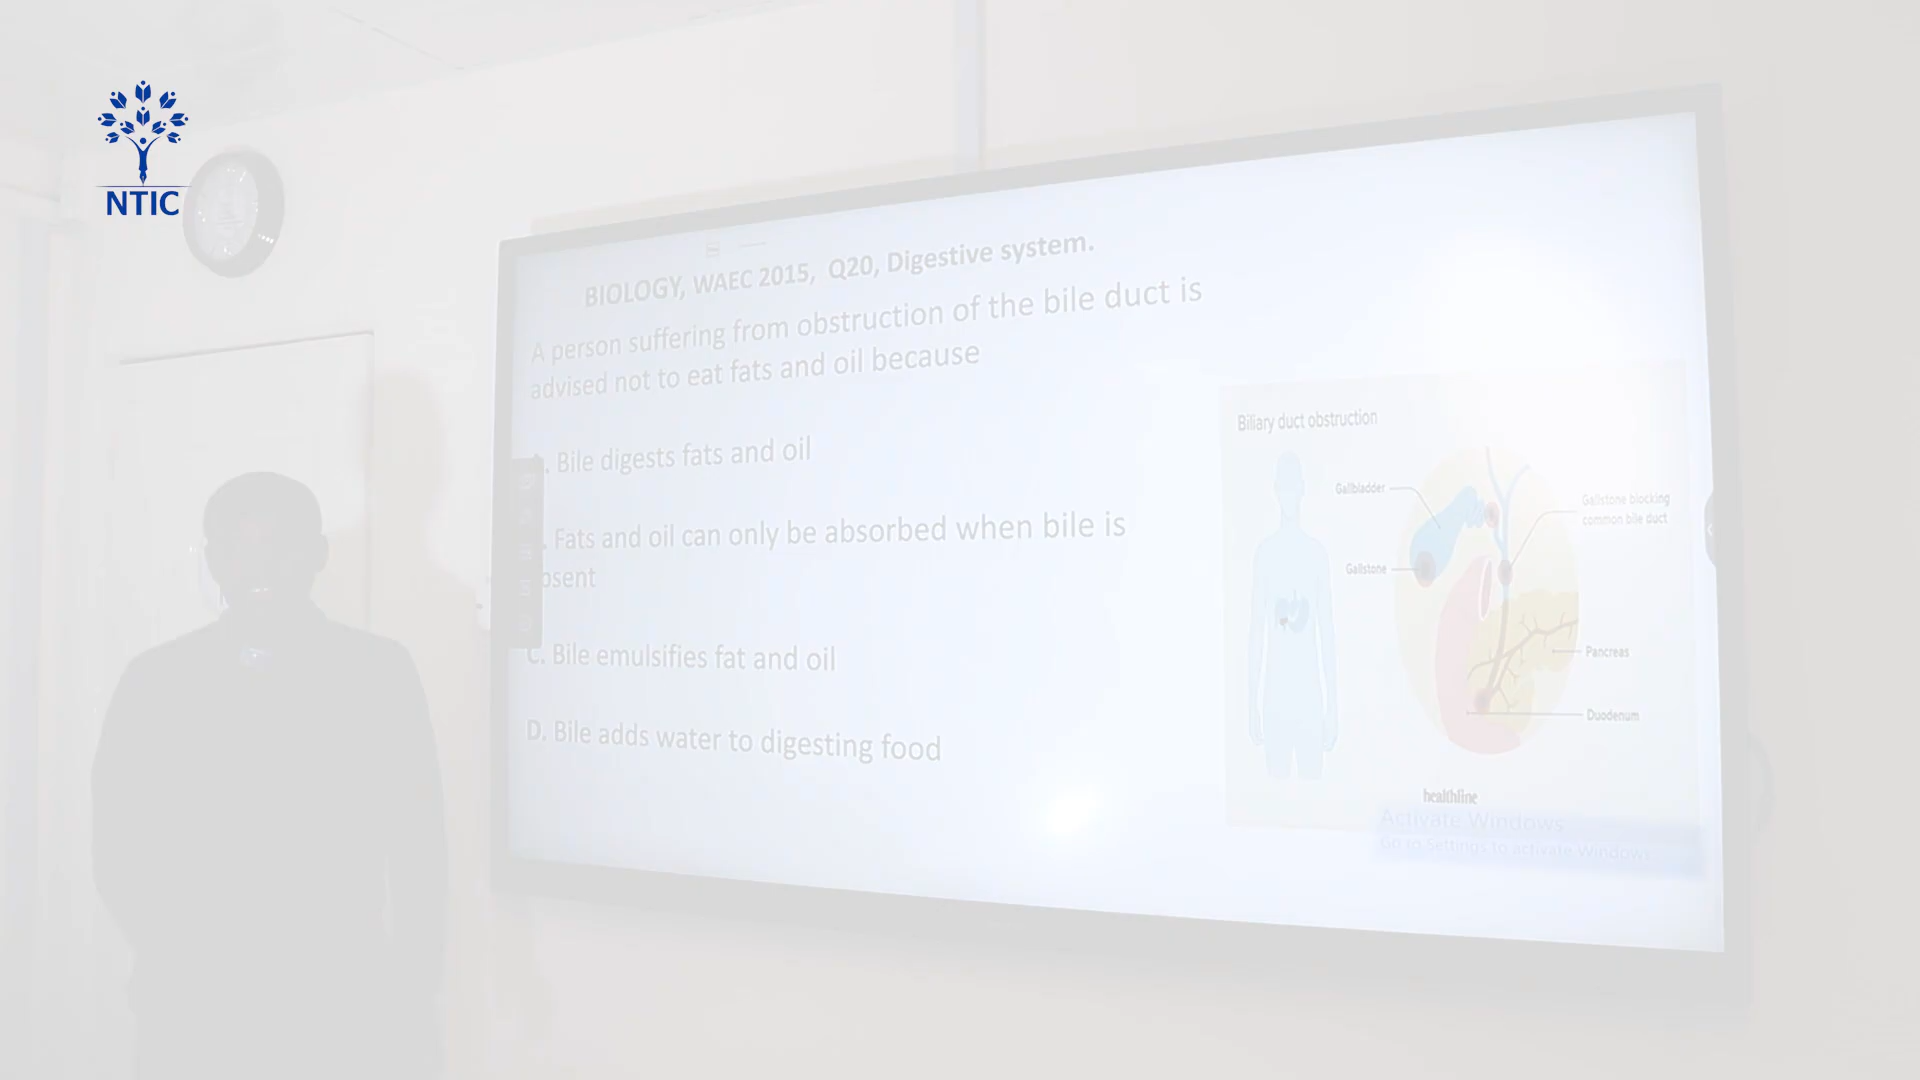 NTIC
BIOLOGY, WAEC 2015, Q20, Digestive system.
A person suffering from obstruction of the bile duct is
advised not to eat fats and oil because
. Bile digests fats and oil
. Fats and oil can only be absorbed when bile is
osent
C. Bile emulsifies fat and oil
D. Bile adds water to digesting food
Biliary duct obstruction
Gallbladder
Gallstone blocking
common bile duct
Gallstone
Pancreas
Duodenum
healthline
Activate Windows
Go to Settings to activate Windows.